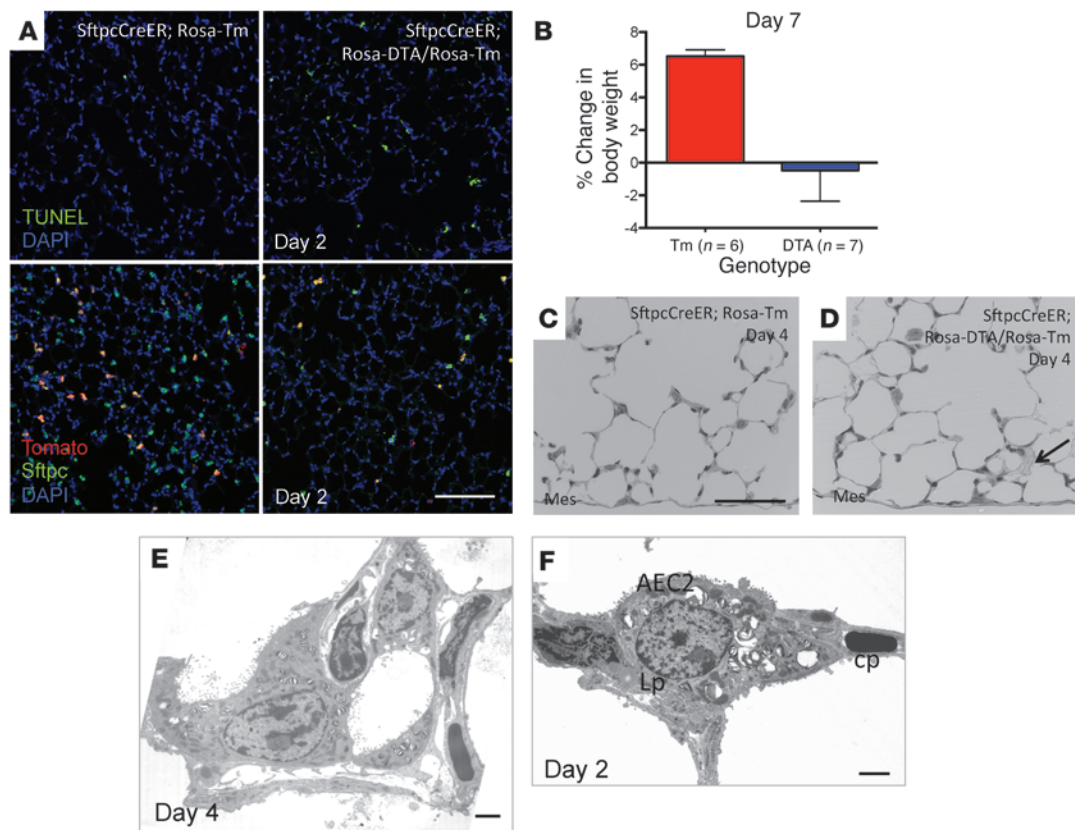 A
SftpcCreER; Rosa-Tm
TUNEL
DAPI
SftpcCreER;
Rosa-DTA/Rosa-Tm
Day 2
Tomato
Sftpc
DAPI
Day 2
B
Day 7
% Change in
body weight
8
6
4
2
0
-2
-4
Tm (n = 6)
DTA (n = 7)
Genotype
C
SftpcCreER; Rosa-Tm
Day 4
Mes
D
SftpcCreER;
Rosa-DTA/Rosa-Tm
Day 4
Mes
E
Day 4
F
AEC2
Lp
cp
Day 2